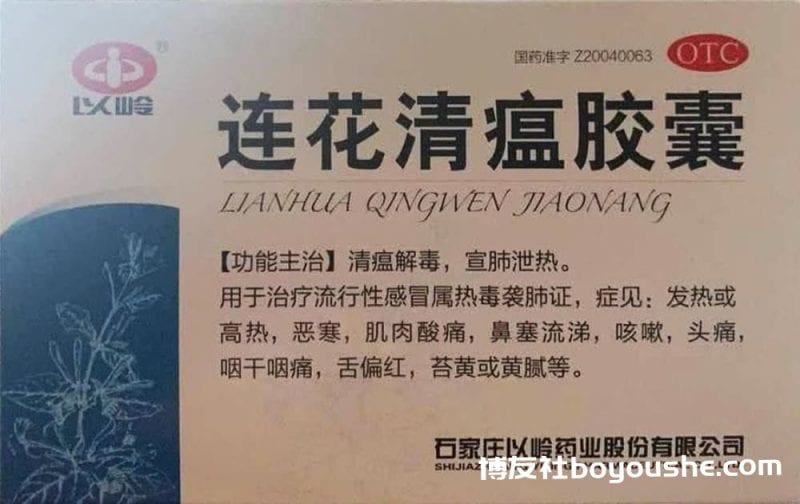 国药准字 Z20040063
OTC
®
以岭
连花清瘟胶囊
LIANHUA QINGWEN JIAONANG
【功能主治】清瘟解毒，宣肺泄热。
用于治疗流行性感冒属热毒袭肺证，症见：发热或
高热，恶寒，肌肉酸痛，鼻塞流涕，咳嗽，头痛，
咽干咽痛，舌偏红，苔黄或黄腻等。
石家庄以岭药业股份有限公司
SHIJIAZ
博友社boyoushe.com